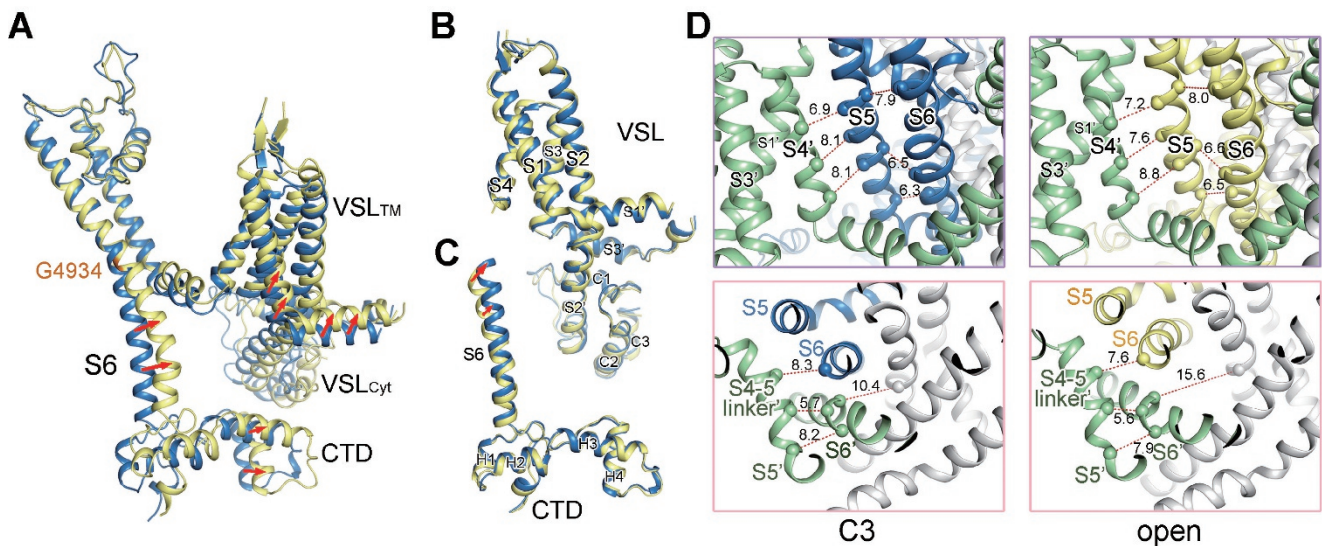 A
G4934
VSLTM
S6
VSLCyt
CTD
B
VSL
S3
S1
S2
S4
S1'
S3'
C
C1
S2'
C3
C2
S6
H1
H2
H3
H4
CTD
D
6.9
7.9
S5
S6
S1'
S4'
8.1
S3'
6.5
8.1
6.3
7.2
8.0
S1'
S4'
7.6
S5
6.6
S6
S3'
8.8
6.5
S5
S6
8.3
S4-5
linker'
10.4
5.7
8.2
S6'
S5'
C3
S5
S6
7.6
S4-5
linker'
15.6
5.6
7.9
S6'
S5'
open